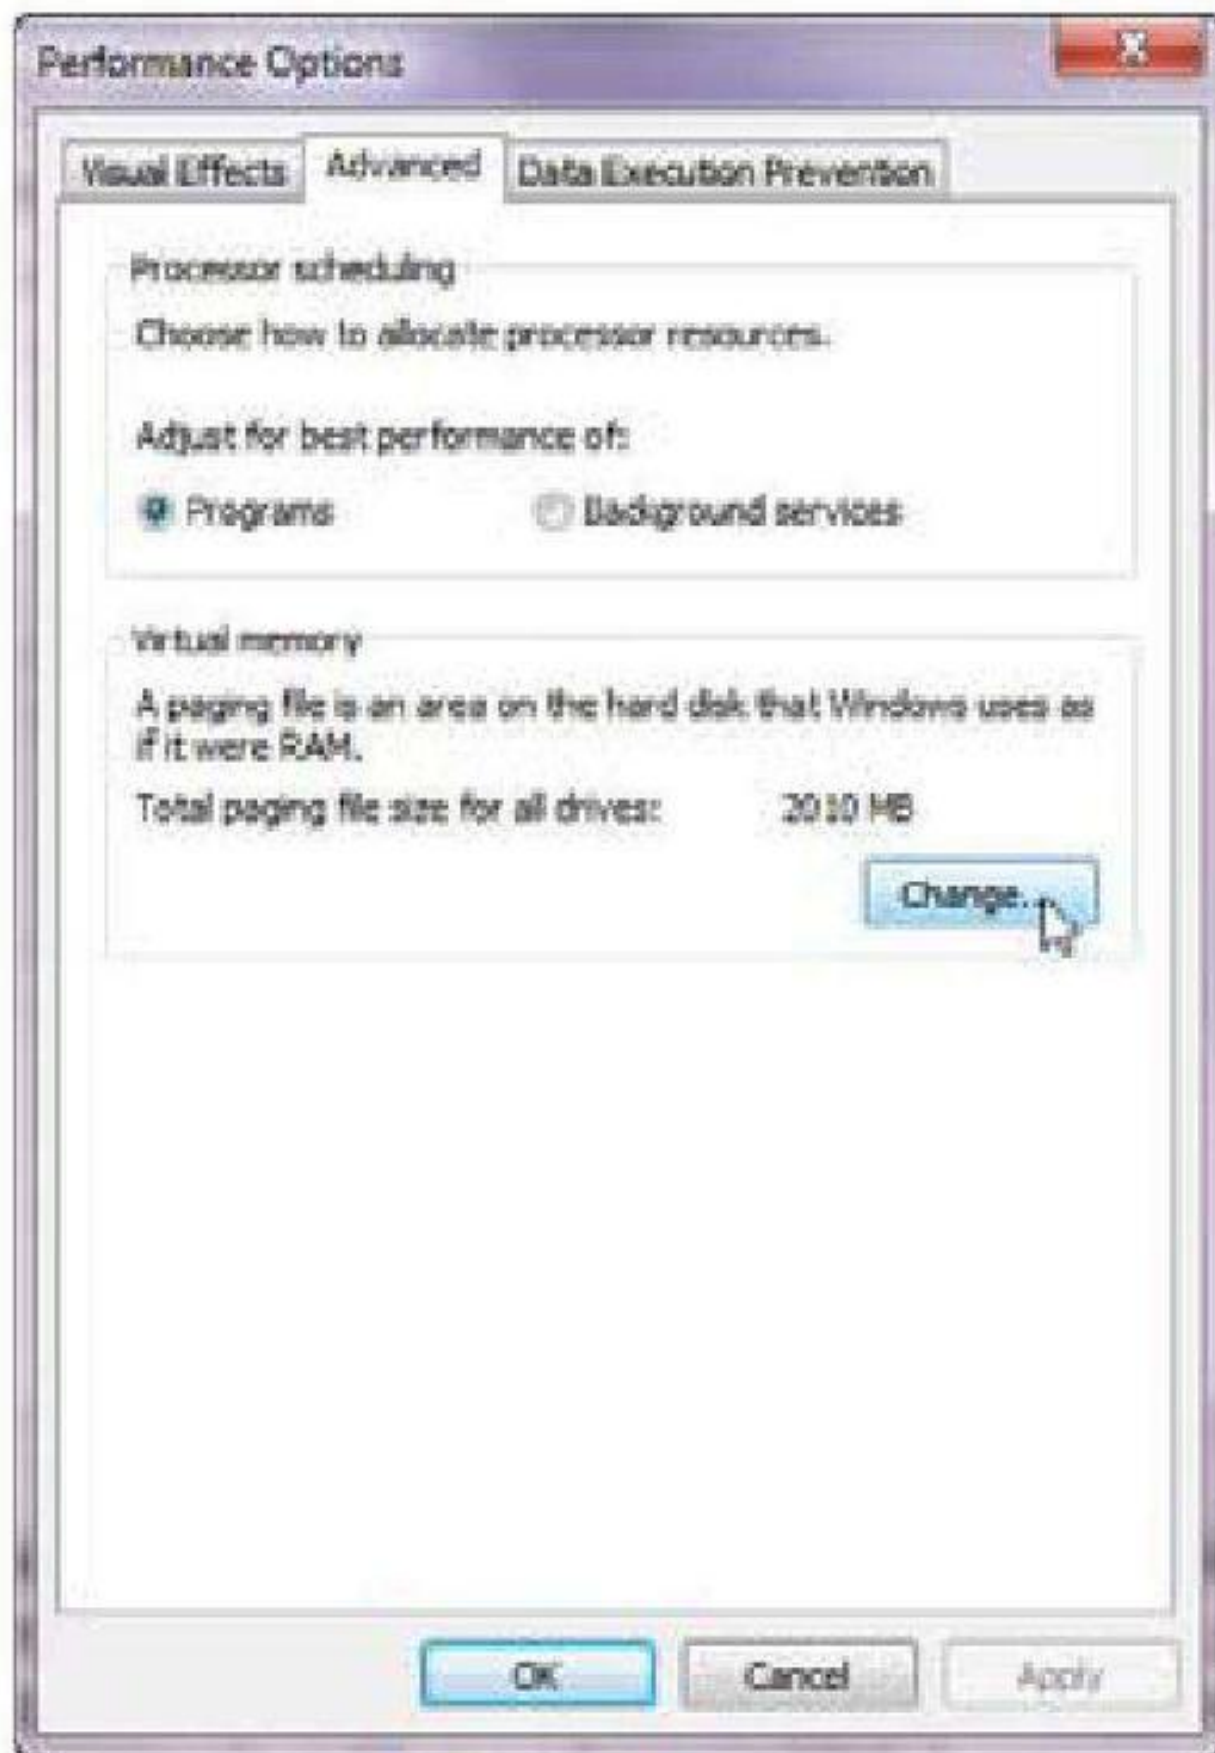 Performance Options
Visual Effects
Advanced
Data Execution Prevention
Processor scheduling
Choose how to allocate processor resources.
Adjust for best performance of:
Programs
Background services
Virtual memory
A paging file is an area on the hard disk that Windows uses as
if it were RAM.
Total paging file size for all drives:
2010 MB
Change...
OK
Cancel
Apply